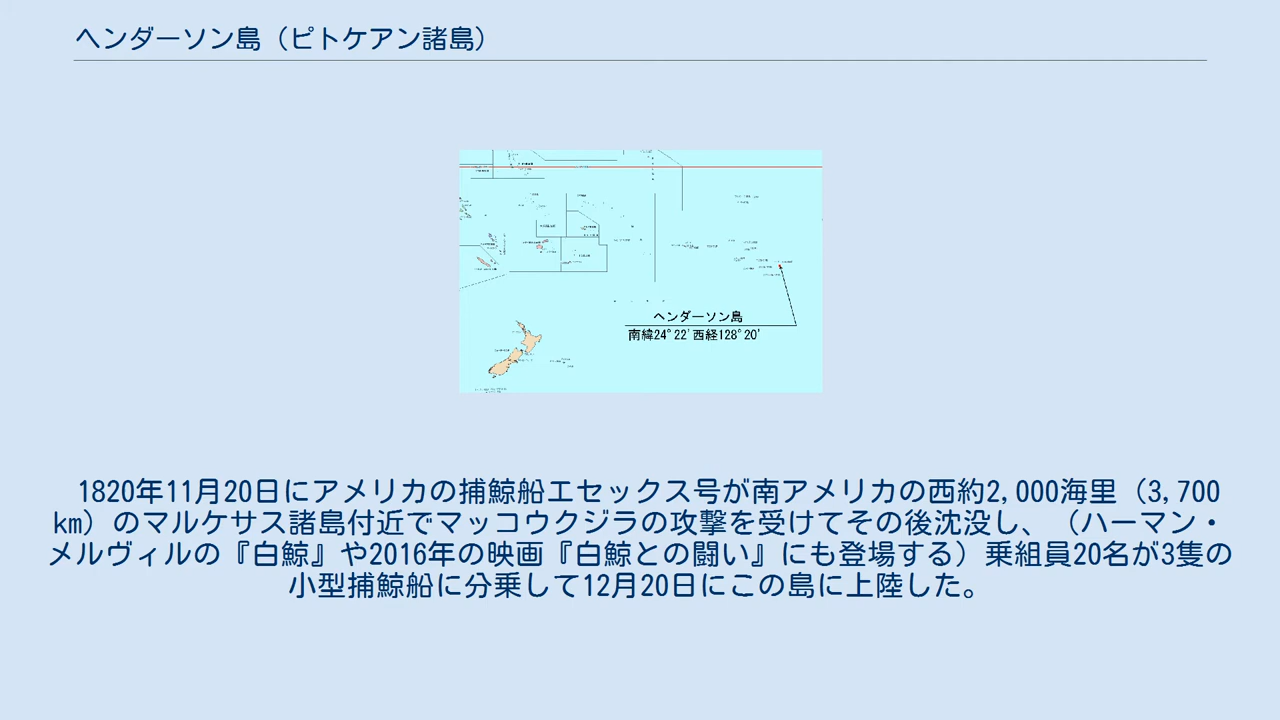 ヘンダーソン島（ピトケアン諸島）
ヘンダーソン島
南緯24°22'西経128°20'
1820年11月20日にアメリカの捕鯨船エセックス号が南アメリカの西約2,000海里（3,700
km）のマルケサス諸島付近でマッコウクジラの攻撃を受けてその後沈没し、（ハーマン・
メルヴィルの『白鯨』や2016年の映画『白鯨との闘い』にも登場する）乗組員20名が3隻の
小型捕鯨船に分乗して12月20日にこの島に上陸した。